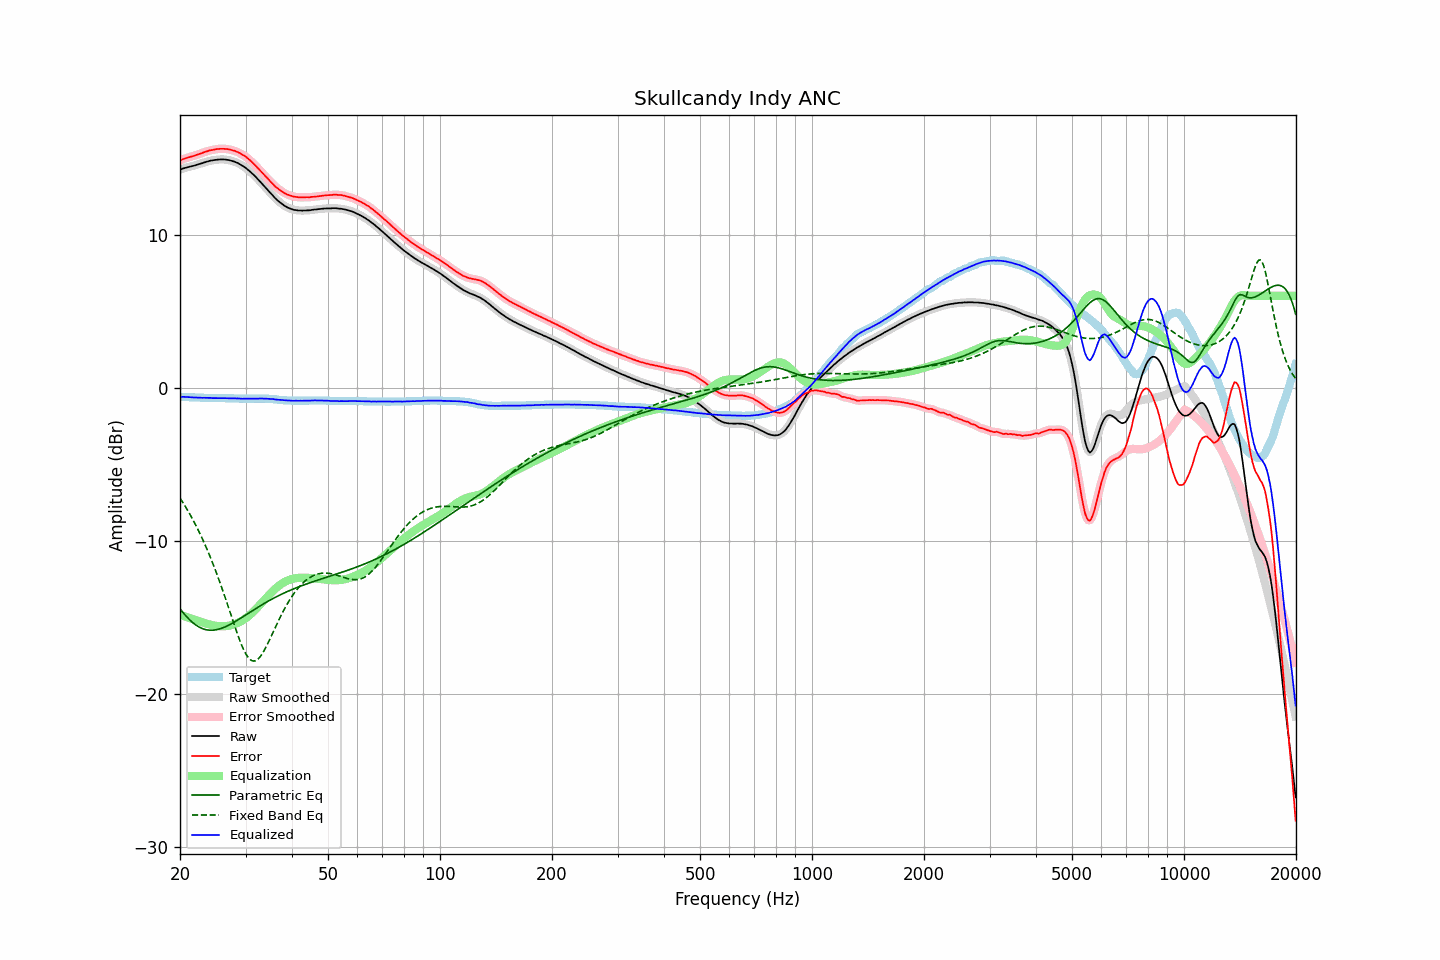 Skullcandy Indy ANC
Amplitude (dBr)
10
0
−10
−20
−30
Target
Raw Smoothed
Error Smoothed
Raw
Error
Equalization
Parametric Eq
Fixed Band Eq
Equalized
20 50 100 200 500 1000 2000 5000 10000 20000
Frequency (Hz)